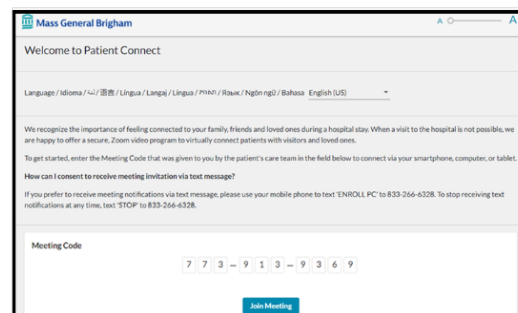 Mass General Brigham
A A
Welcome to Patient Connect
Language / Idioma / / 语言 / Língua / Langaj / Lingua / / Язык / Ngôn ngữ / Bahasa English (US)
We recognize the importance of feeling connected to your family, friends and loved ones during a hospital stay. When a visit to the hospital is not possible, we
are happy to offer a secure, Zoom video program to virtually connect patients with visitors and loved ones.
To get started, enter the Meeting Code that was given to you by the patient's care team in the field below to connect via your smartphone, computer, or tablet.
How can I consent to receive meeting invitation via text message?
If you prefer to receive meeting notifications via text message, please use your mobile phone to text 'ENROLL PC' to 833-266-6328. To stop receiving text
notifications at any time, text 'STOP' to 833-266-6328.
Meeting Code
7 7 3 – 9 1 3 – 9 3 6 9
Join Meeting